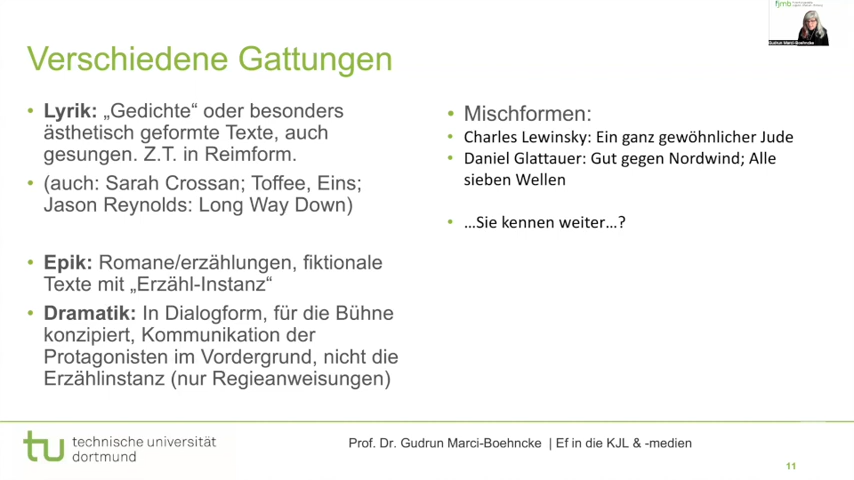 Verschiedene Gattungen
• Lyrik: „Gedichte“ oder besonders
ästhetisch geformte Texte, auch
gesungen. Z.T. in Reimform.
• (auch: Sarah Crossan; Toffee, Eins;
Jason Reynolds: Long Way Down)
• Epik: Romane/erzählungen, fiktionale
Texte mit „Erzähl-Instanz“
• Dramatik: In Dialogform, für die Bühne
konzipiert, Kommunikation der
Protagonisten im Vordergrund, nicht die
Erzählinstanz (nur Regieanweisungen)
• Mischformen:
• Charles Lewinsky: Ein ganz gewöhnlicher Jude
• Daniel Glattauer: Gut gegen Nordwind; Alle
sieben Wellen
• …Sie kennen weiter…?
fjmb
Gudrun Marci-Boehncke
tu technische universität
dortmund
Prof. Dr. Gudrun Marci-Boehncke | Ef in die KJL & -medien
11